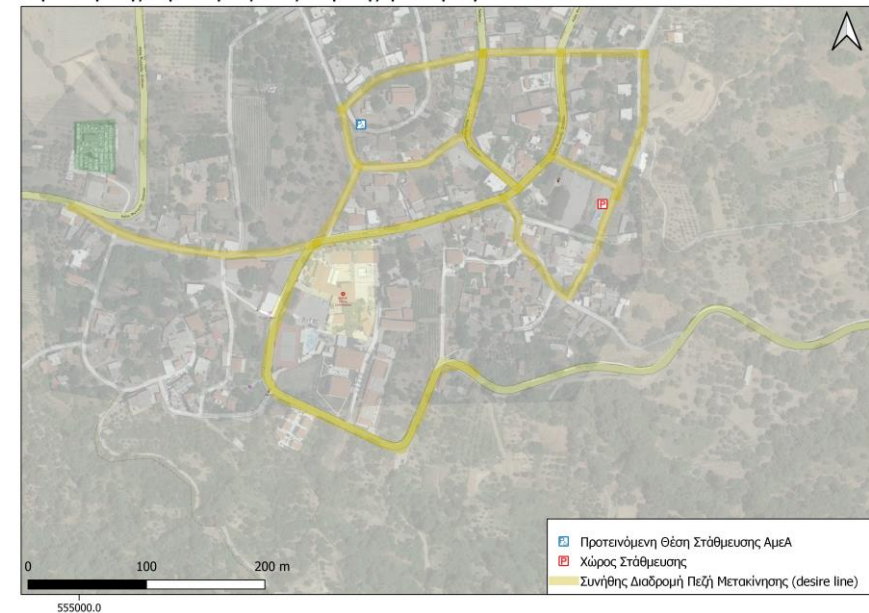 0 100 200 m
555000.0
Προτεινόμενη Θέση Στάθμευσης ΑμεΑ
P Χώρος Στάθμευσης
Συνήθης Διαδρομή Πεζή Μετακίνησης (desire line)
P